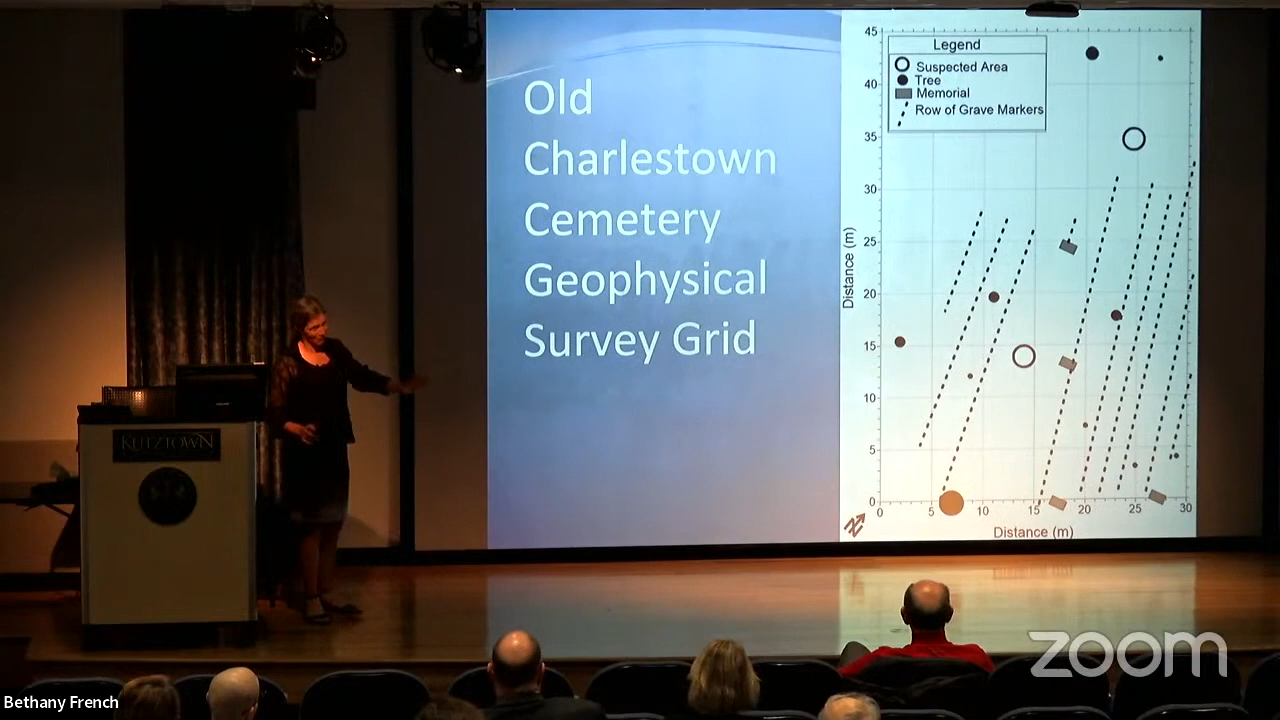 Old
Charlestown
Cemetery
Geophysical
Survey Grid
Legend
Suspected Area
Tree
Memorial
Row of Grave Markers
45
40
35
30
25
20
15
10
5
0
Distance (m)
0 5 10 15 20 25 30
Distance (m)
N
KUTZTOWN
zoom
Bethany French